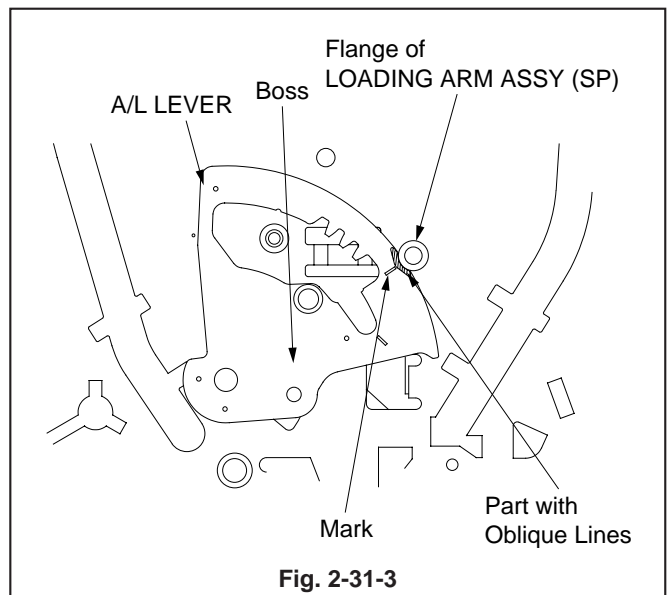 Flange of
LOADING ARM ASSY (SP)
Boss
A/L LEVER
Part with
Oblique Lines
Mark
Fig. 2-31-3